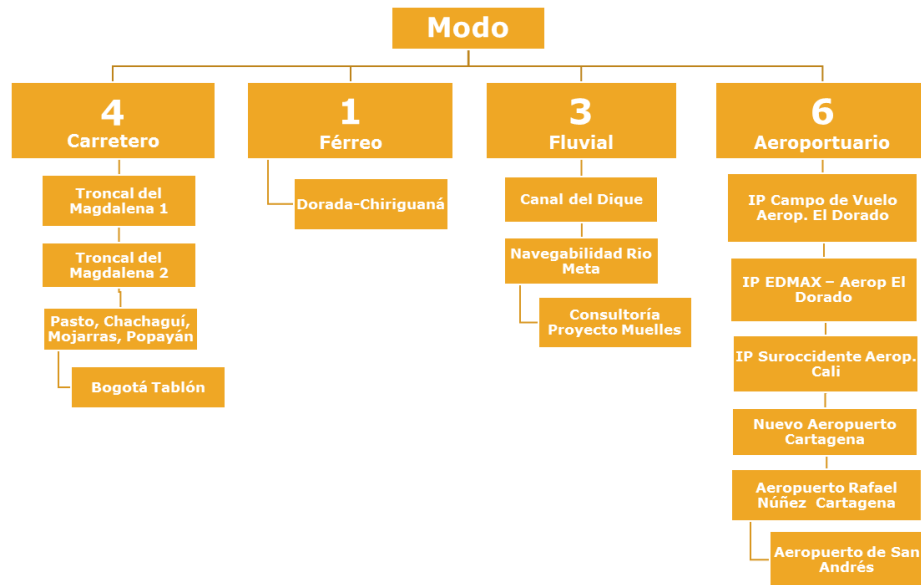 Modo
4
Carretero
Troncal del
Magdalena 1
Troncal del
Magdalena 2
Pasto, Chachaguí,
Mojarras, Popayán
Bogotá Tablón
1
Férreo
Dorada-Chiriguaná
3
Fluvial
Canal del Dique
Navegabilidad Rio
Meta
Consultoría
Proyecto Muelles
6
Aeroportuario
IP Campo de Vuelo
Aerop. El Dorado
IP EDMAX – Aerop El
Dorado
IP Suroccidente Aerop.
Cali
Nuevo Aeropuerto
Cartagena
Aeropuerto Rafael
Núñez Cartagena
Aeropuerto de San
Andrés